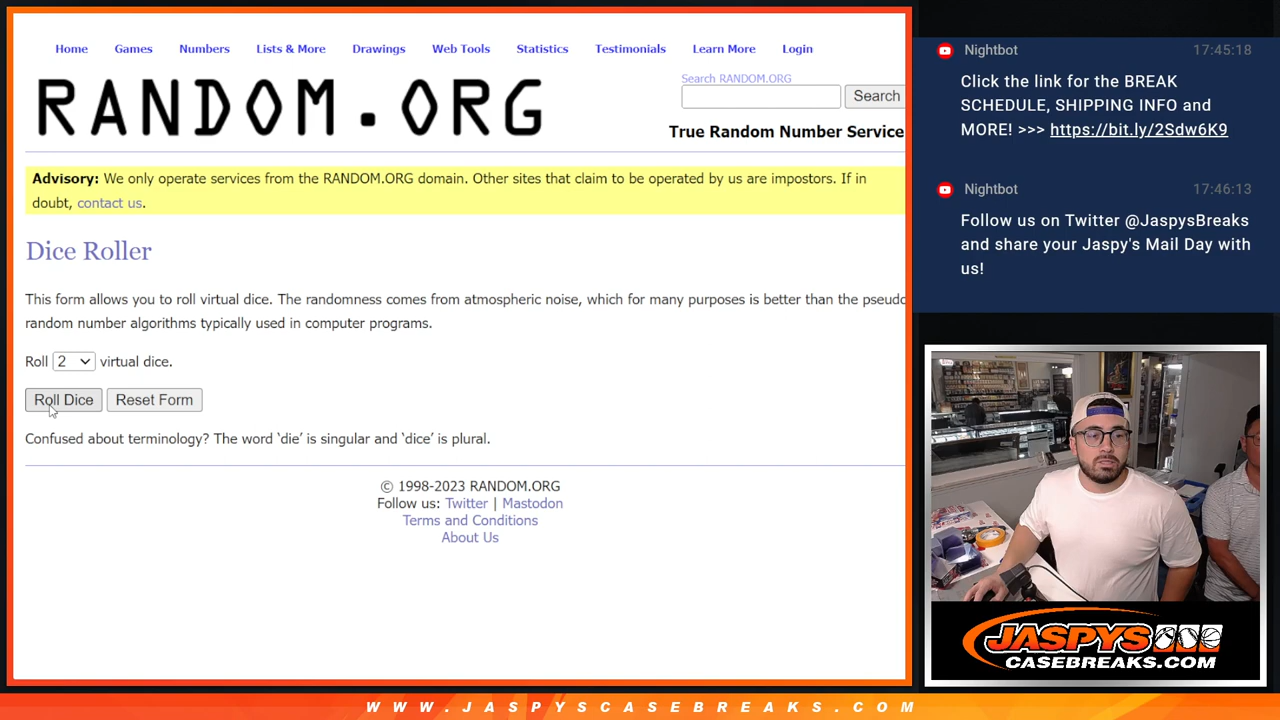 Home Games Numbers Lists & More Drawings Web Tools Statistics Testimonials Learn More Login
RANDOM.ORG
Search RANDOM.ORG
Search
True Random Number Service
Advisory: We only operate services from the RANDOM.ORG domain. Other sites that claim to be operated by us are impostors. If in
doubt, contact us.
Dice Roller
This form allows you to roll virtual dice. The randomness comes from atmospheric noise, which for many purposes is better than the pseudo
random number algorithms typically used in computer programs.
Roll 2 virtual dice.
Roll Dice Reset Form
Confused about terminology? The word ‘die’ is singular and ‘dice’ is plural.
© 1998-2023 RANDOM.ORG
Follow us: Twitter | Mastodon
Terms and Conditions
About Us
Nightbot 17:45:18
Click the link for the BREAK
SCHEDULE, SHIPPING INFO and
MORE! >>> https://bit.ly/2Sdw6K9
Nightbot 17:46:13
Follow us on Twitter @JaspysBreaks
and share your Jaspy's Mail Day with
us!
JASPYS
CASEBREAKS.COM
WWW.JASPYSCASEBREAKS.COM